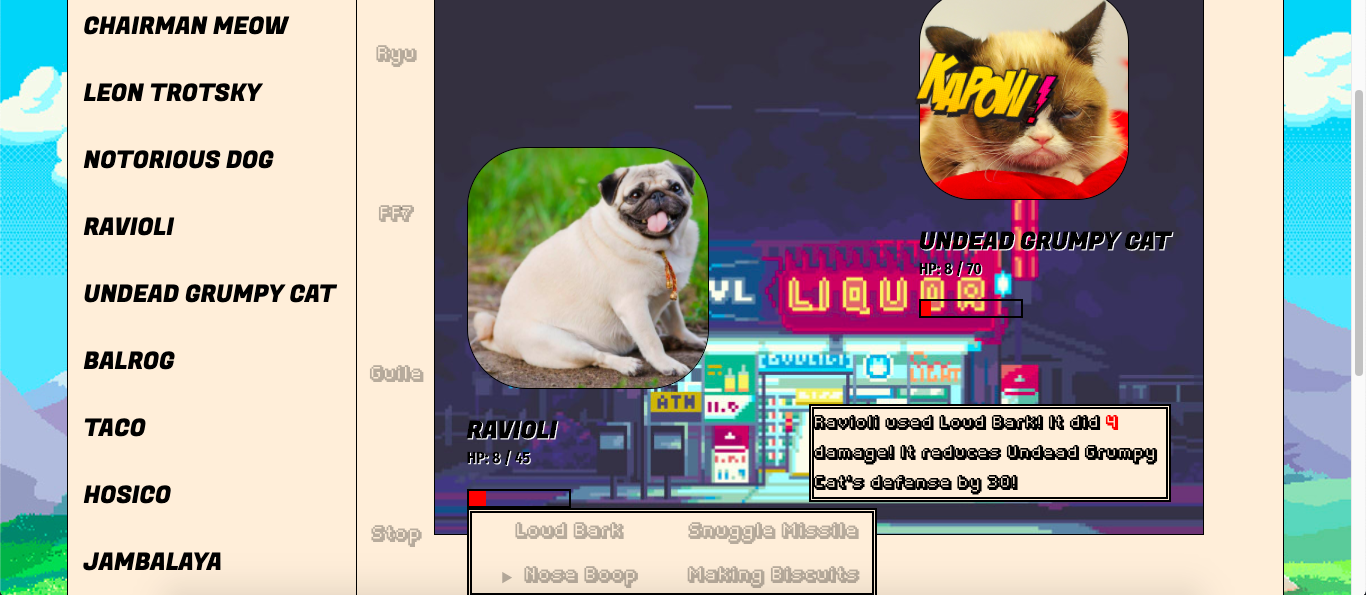 CHAIRMAN MEOW
LEON TROTSKY
NOTORIOUS DOG
RAVIOLI
UNDEAD GRUMPY CAT
BALROG
TACO
HOSICO
JAMBALAYA
Ryu
FF7
Guile
Stop
KAPOW!
UNDEAD GRUMPY CAT
HP: 8 / 70
LIQUOR
LIGHT
ATM
RAVIOLI
HP: 8 / 45
Ravioli used Loud Bark! It did 4
damage! It reduces Undead Grumpy
Cat's defense by 30!
Loud Bark
Snuggle Missile
▶ Nose Boop
Making Biscuits